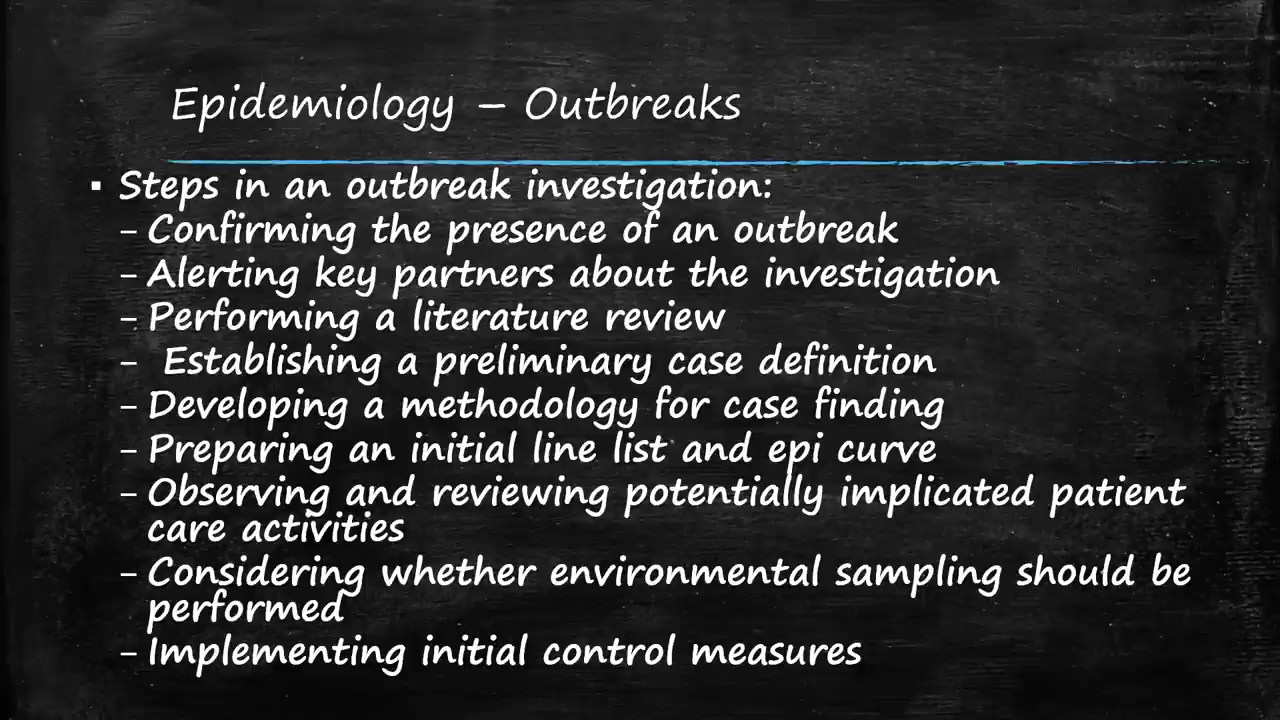 Epidemiology – Outbreaks
▪ Steps in an outbreak investigation:
– Confirming the presence of an outbreak
– Alerting key partners about the investigation
– Performing a literature review
– Establishing a preliminary case definition
– Developing a methodology for case finding
– Preparing an initial line list and epi curve
– Observing and reviewing potentially implicated patient
care activities
– Considering whether environmental sampling should be
performed
– Implementing initial control measures